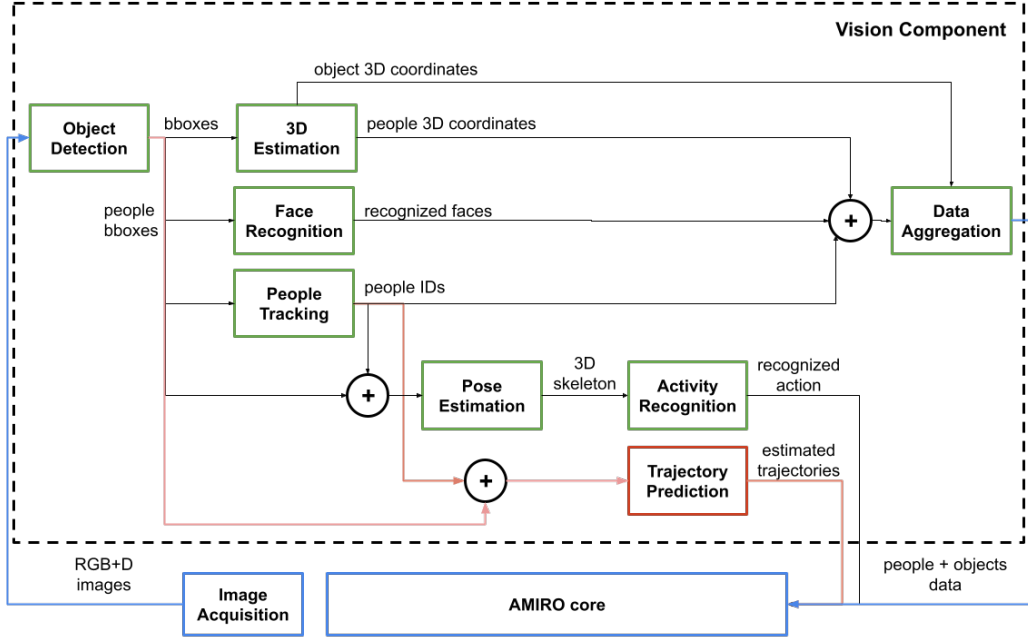 Vision Component
object 3D coordinates
Object
Detection
bboxes
3D
Estimation
people 3D coordinates
people
bboxes
Face
Recognition
recognized faces
+
Data
Aggregation
People
Tracking
people IDs
+
Pose
Estimation
3D
skeleton
Activity
Recognition
recognized
action
+
Trajectory
Prediction
estimated
trajectories
RGB+D
images
Image
Acquisition
AMIRO core
people + objects
data